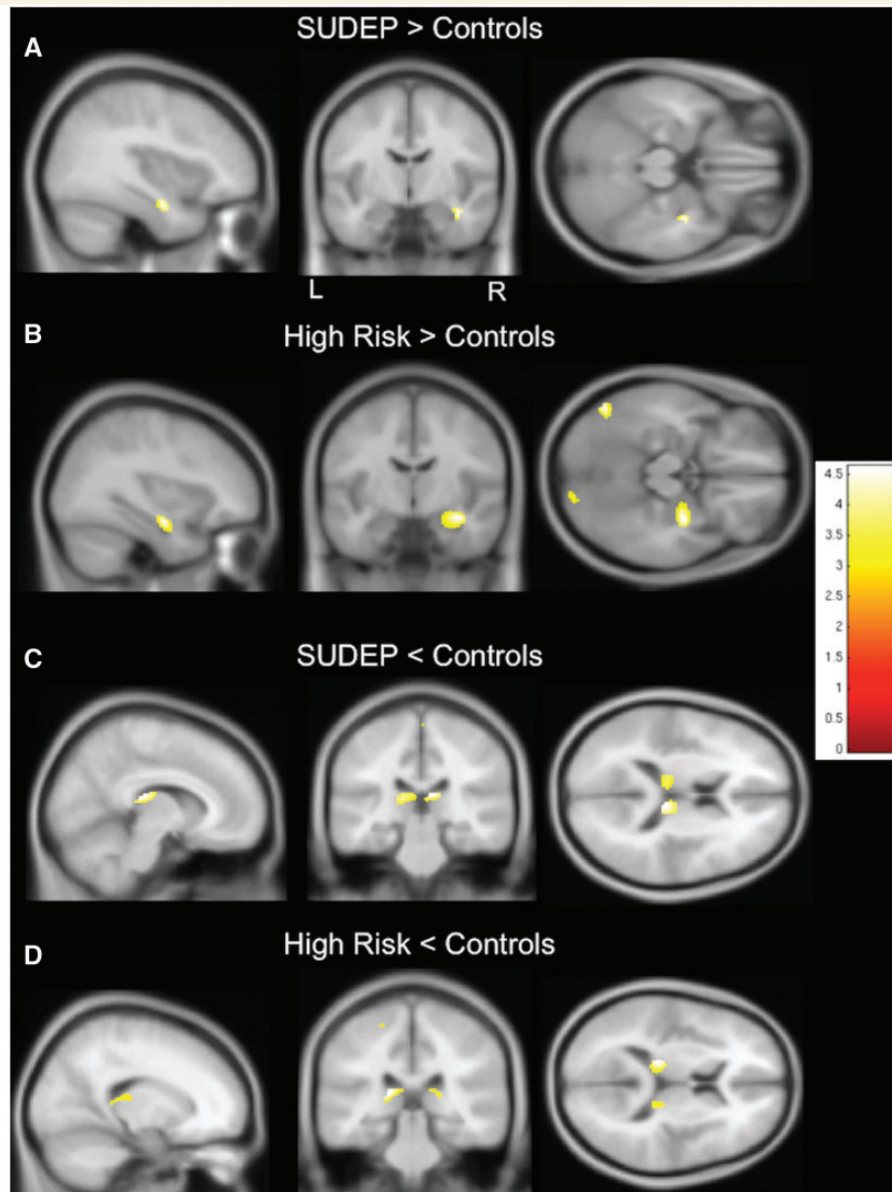 A
SUDEP > Controls
L R
B
High Risk > Controls
4.5
4
3.5
3
2.5
2
1.5
1
0.5
0
C
SUDEP < Controls
D
High Risk < Controls